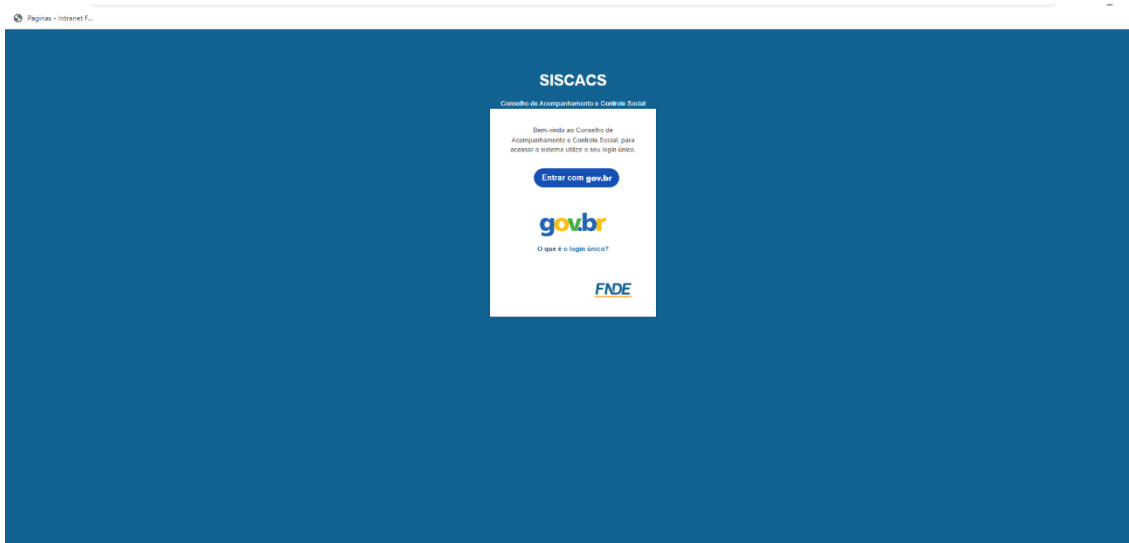 Páginas - Intranet F...
SISCACS
Conselho de Acompanhamento e Controle Social
Bem-vindo ao Conselho de
Acompanhamento e Controle Social, para
acessar o sistema utilize o seu login único.
Entrar com gov.br
gov.br
O que é o login único?
FNDE